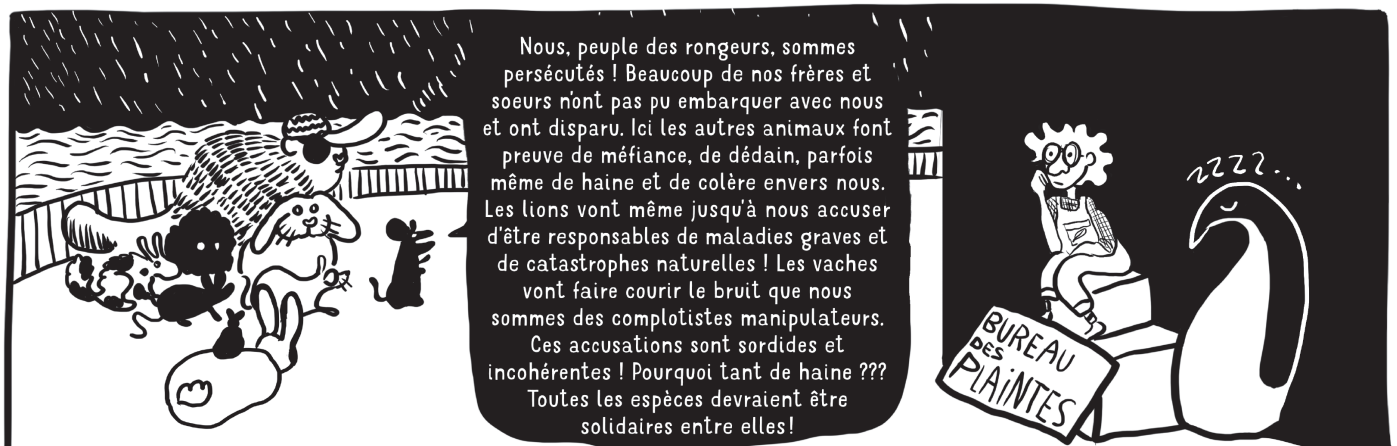 Nous, peuple des rongeurs, sommes
persécutés ! Beaucoup de nos frères et
soeurs n'ont pas pu embarquer avec nous
et ont disparu. Ici les autres animaux font
preuve de méfiance, de dédain, parfois
même de haine et de colère envers nous.
Les lions vont même jusqu'à nous accuser
d'être responsables de maladies graves et
de catastrophes naturelles ! Les vaches
vont faire courir le bruit que nous
sommes des complotistes manipulateurs.
Ces accusations sont sordides et
incohérentes ! Pourquoi tant de haine ???
Toutes les espèces devraient être
solidaires entre elles!
zzzz...
BUREAU
DES
PLAiNTES